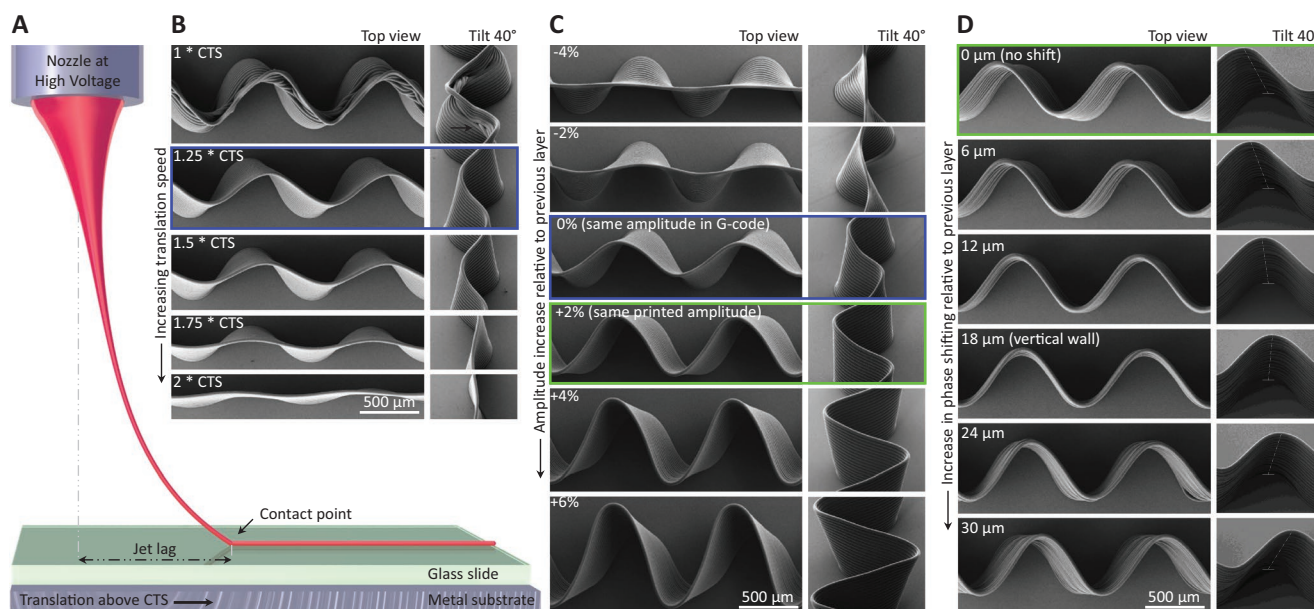 A
Nozzle at
High Voltage
Contact point
Jet lag
Glass slide
Translation above CTS
Metal substrate
B
Top view
Tilt 40°
Increasing translation speed
1 * CTS
1.25 * CTS
1.5 * CTS
1.75 * CTS
2 * CTS
500 µm
C
Top view
Tilt 40°
Amplitude increase relative to previous layer
-4%
-2%
0% (same amplitude in G-code)
+2% (same printed amplitude)
+4%
+6%
500 µm
D
Top view
Tilt 40
Increase in phase shifting relative to previous layer
0 µm (no shift)
6 µm
12 µm
18 µm (vertical wall)
24 µm
30 µm
500 µm